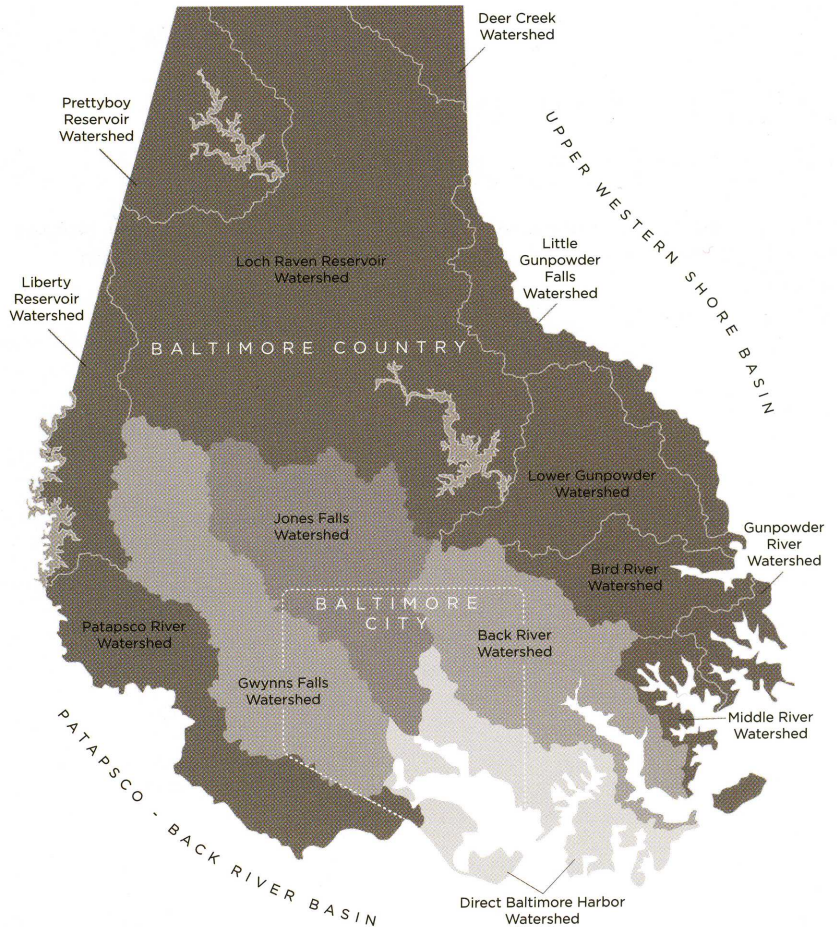 Deer Creek
Watershed
Prettyboy
Reservoir
Watershed
UPPER WESTERN SHORE BASIN
Little
Gunpowder
Falls
Watershed
Loch Raven Reservoir
Watershed
Liberty
Reservoir
Watershed
BALTIMORE COUNTRY
Lower Gunpowder
Watershed
Jones Falls
Watershed
Gunpowder
River
Watershed
Bird River
Watershed
BALTIMORE
CITY
Patapsco River
Watershed
Back River
Watershed
Gwynns Falls
Watershed
Middle River
Watershed
PATAPSCO - BACK RIVER BASIN
Direct Baltimore Harbor
Watershed